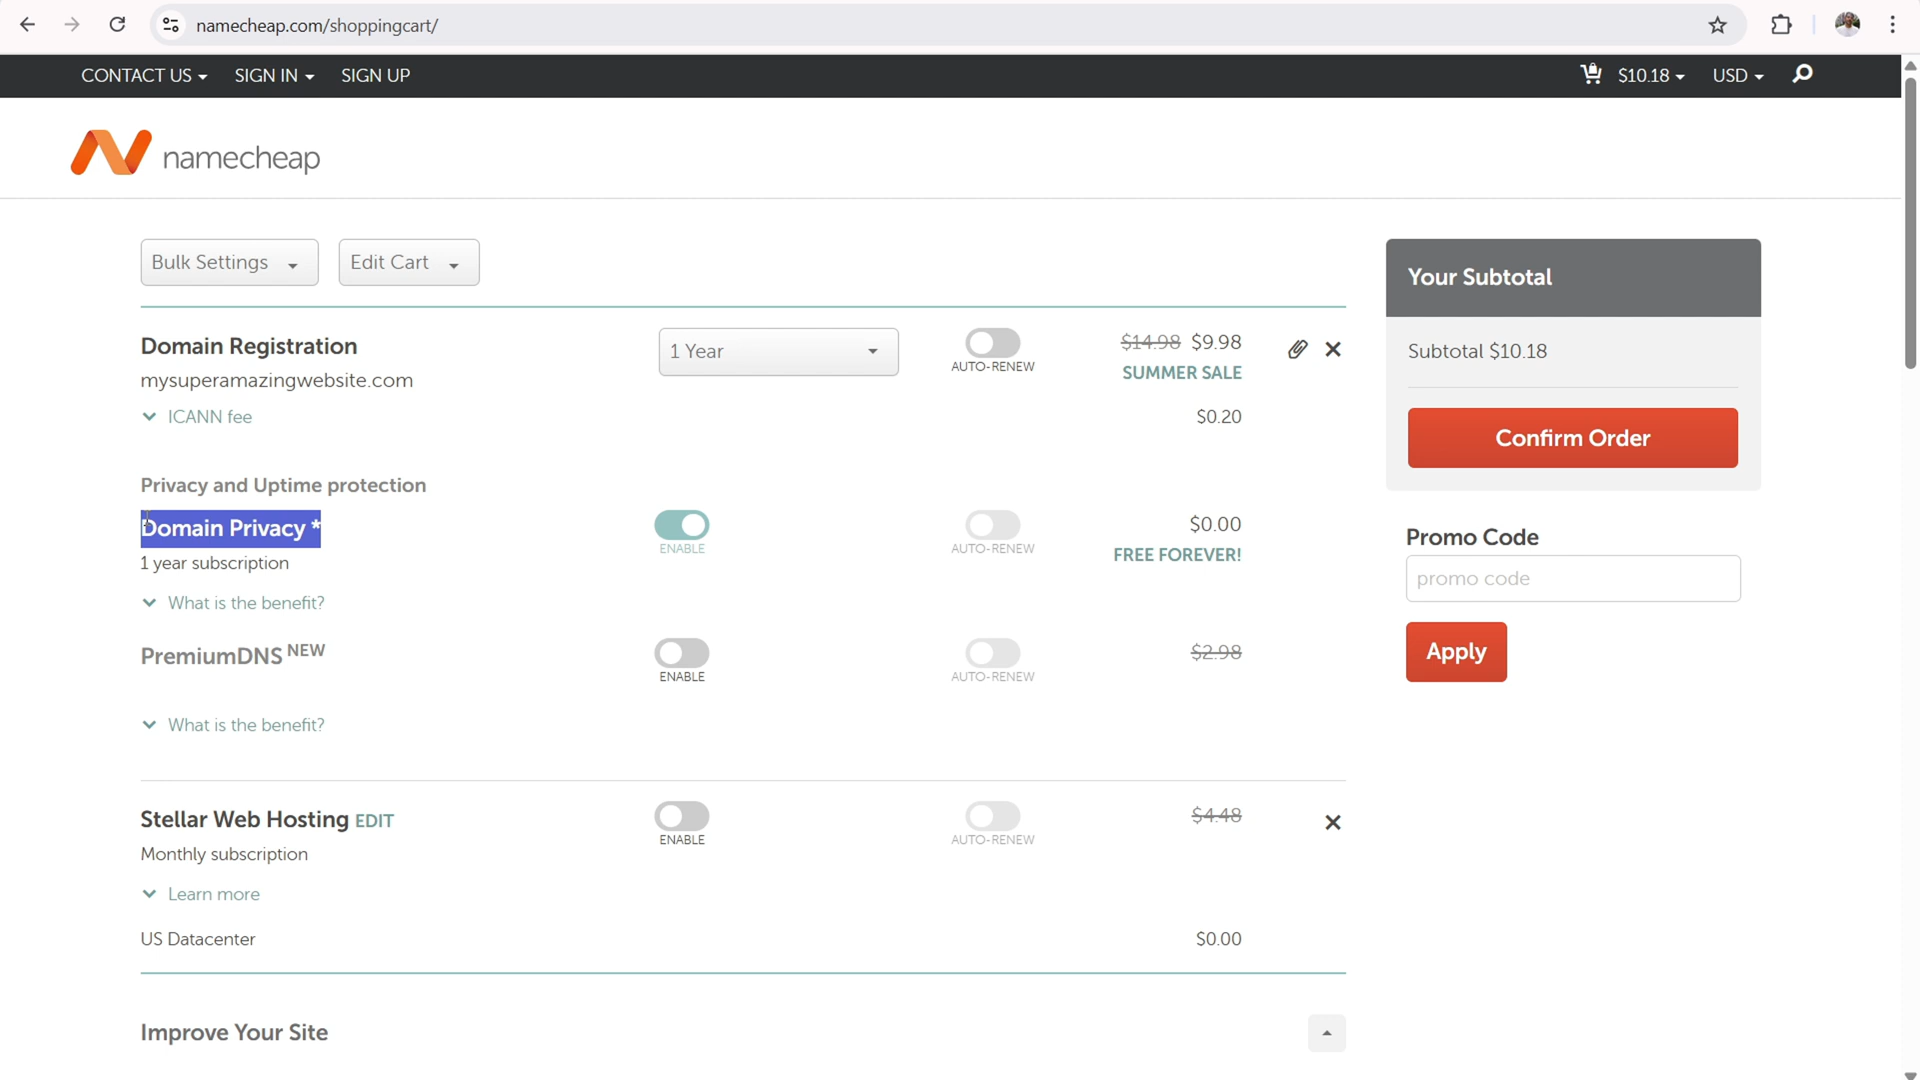 namecheap.com/shoppingcart/
CONTACT US SIGN IN SIGN UP $10.18 USD
namecheap
Bulk Settings Edit Cart
Domain Registration 1 Year $14.98 $9.98
AUTO-RENEW
mysuperamazingwebsite.com SUMMER SALE
ICANN fee $0.20
Privacy and Uptime protection
Domain Privacy * $0.00
ENABLE AUTO-RENEW FREE FOREVER!
1 year subscription
What is the benefit?
PremiumDNS NEW $2.98
ENABLE AUTO-RENEW
What is the benefit?
Stellar Web Hosting EDIT $4.48
ENABLE AUTO-RENEW
Monthly subscription
Learn more
US Datacenter $0.00
Improve Your Site
Your Subtotal
Subtotal $10.18
Confirm Order
Promo Code
promo code
Apply